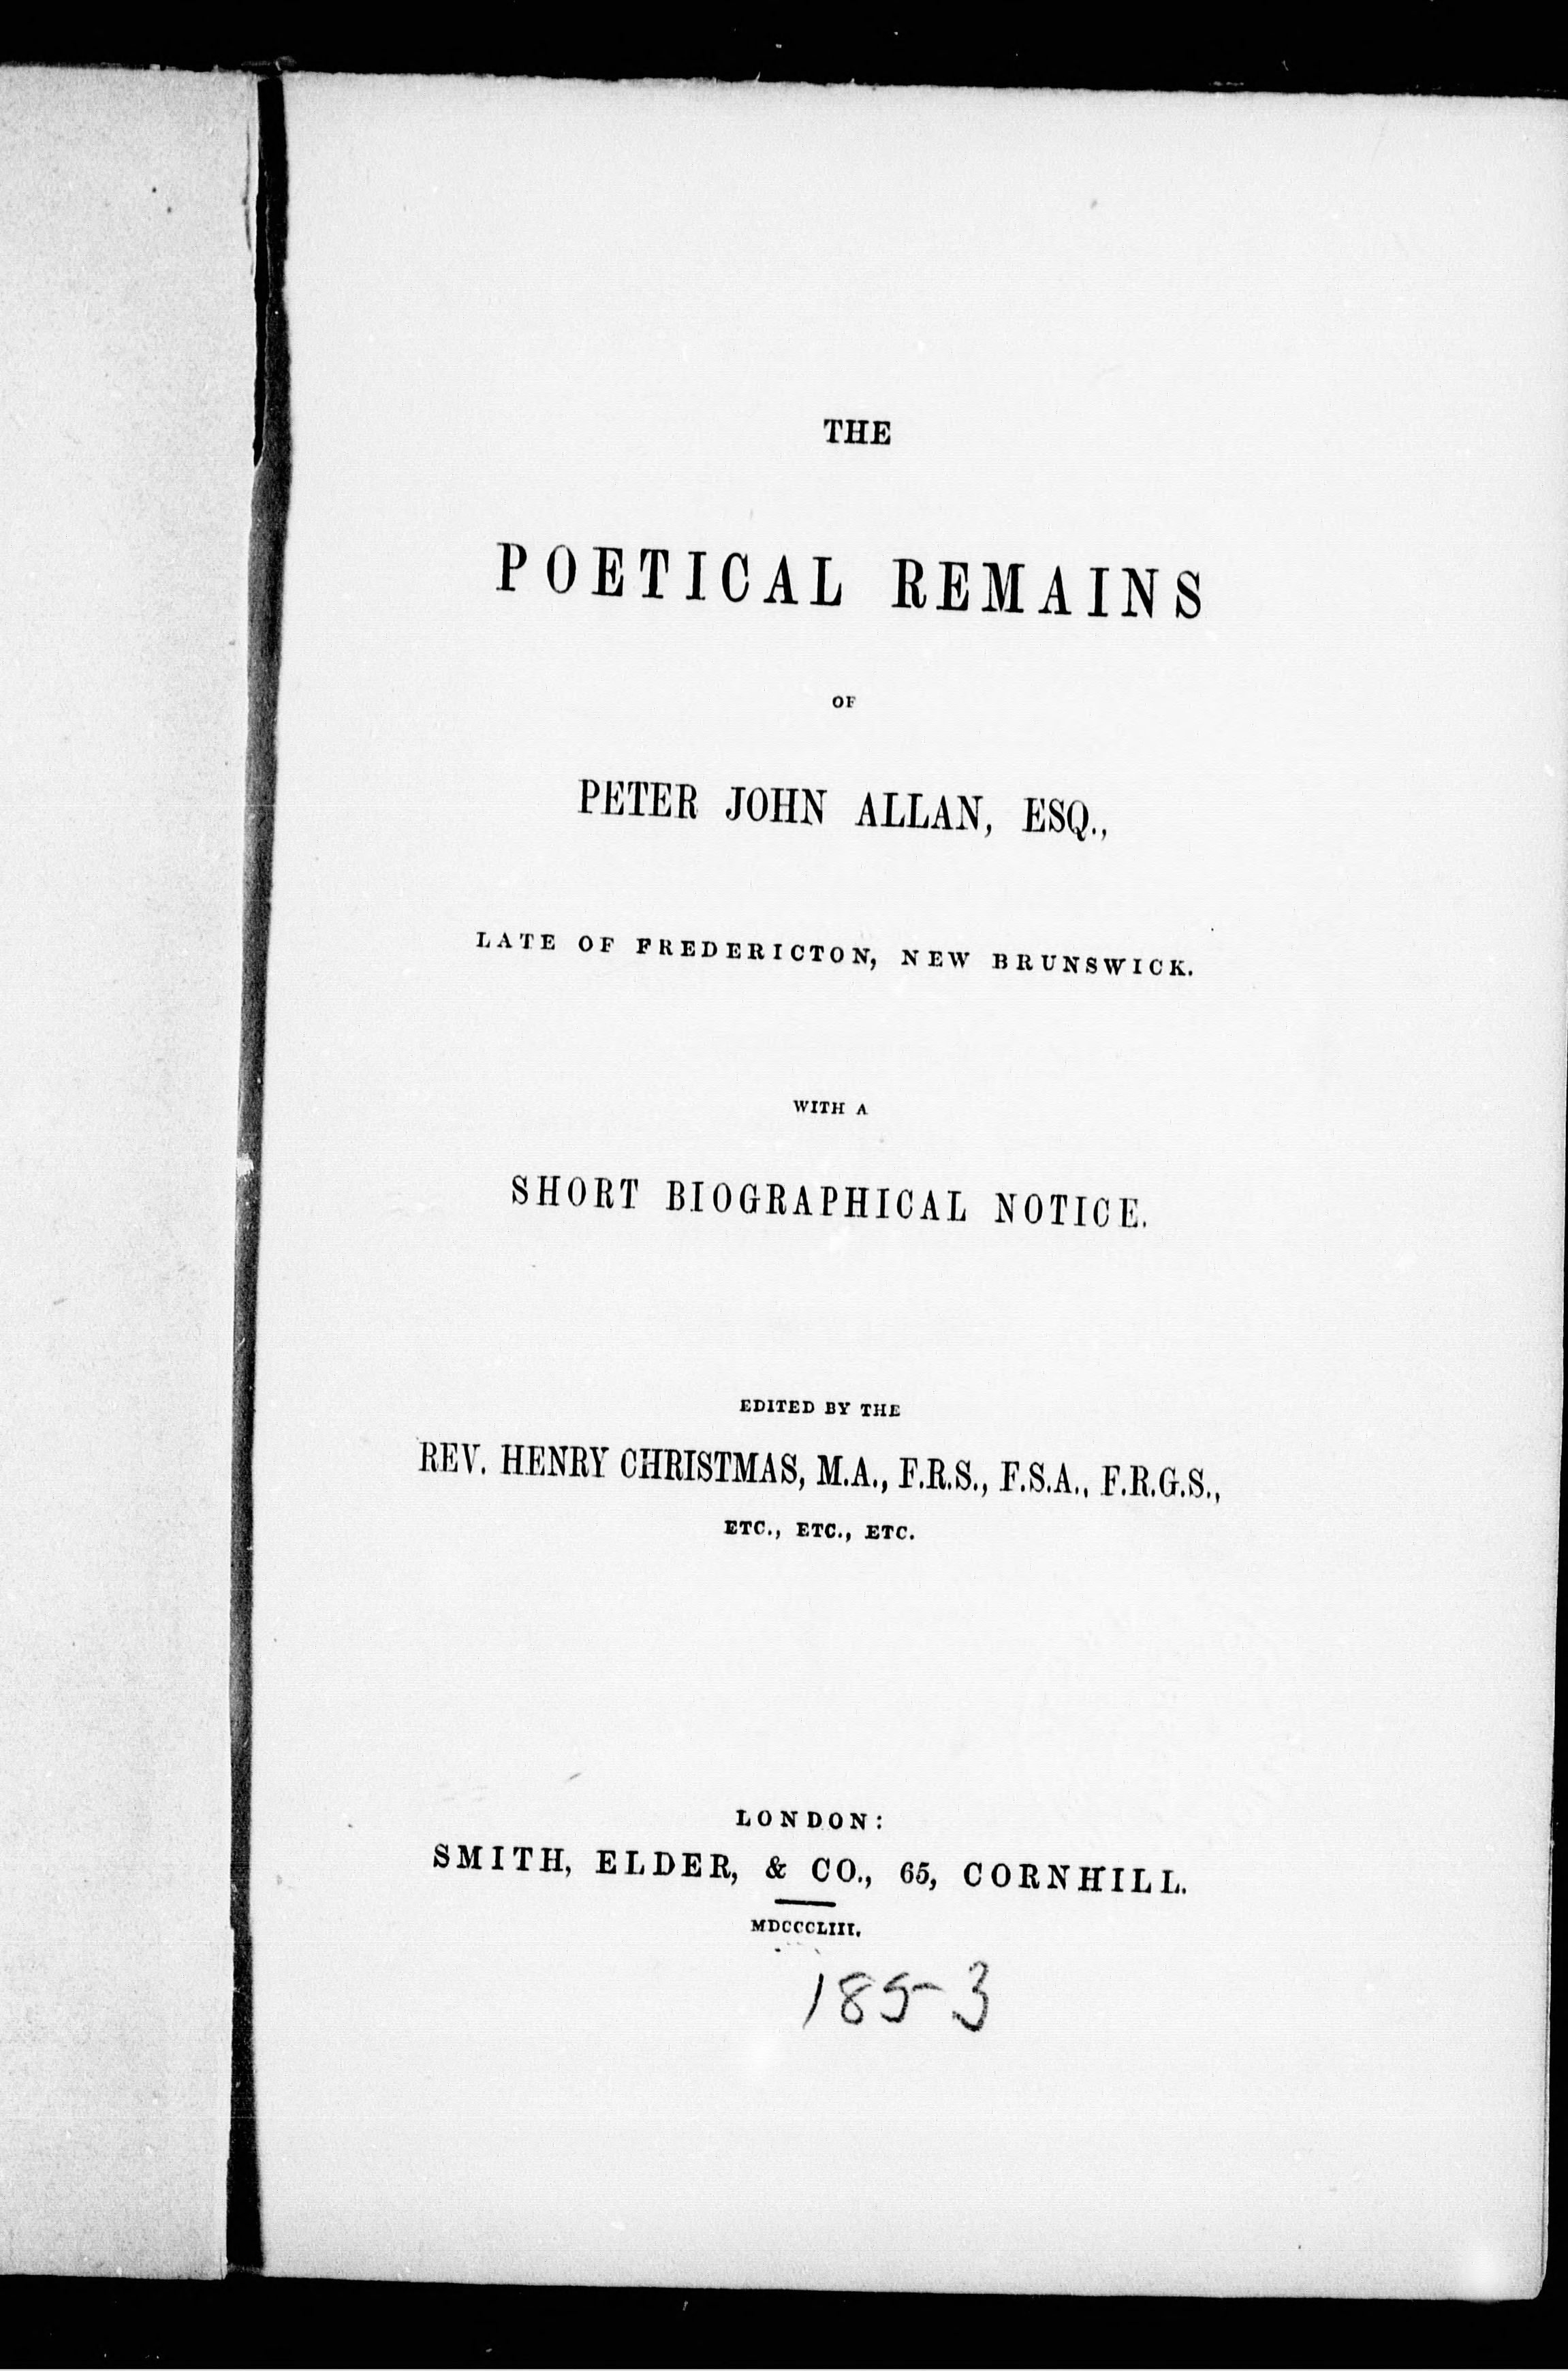 THE
POETICAL REMAINS
OF
PETER JOHN ALLAN, ESQ.,
LATE OF FREDERICTON, NEW BRUNSWICK.
WITH A
SHORT BIOGRAPHICAL NOTICE.
EDITED BY THE
REV. HENRY CHRISTMAS, M.A., F.R.S., F.S.A., F.R.G.S.,
ETC., ETC., ETC.
LONDON:
SMITH, ELDER, & CO., 65, CORNHILL.
MDCCCLIII.
1853